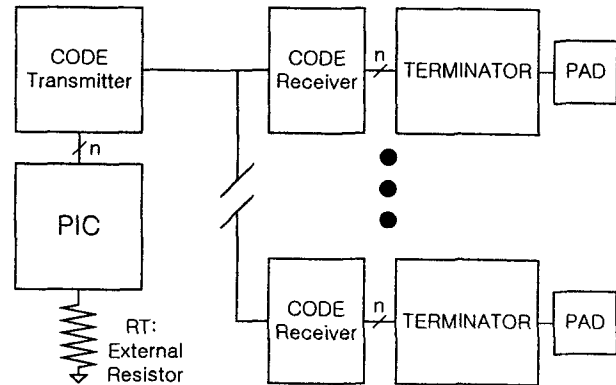 CODE
Transmitter
CODE
Receiver
n
TERMINATOR
PAD
n
PIC
RT:
External
Resistor
CODE
Receiver
n
TERMINATOR
PAD